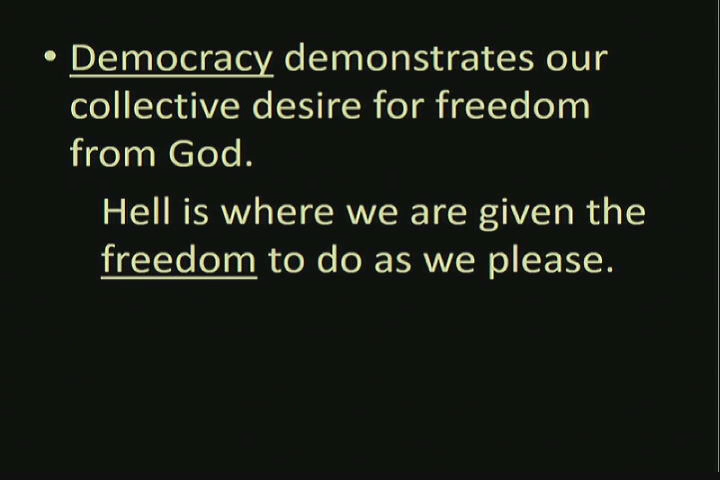 • Democracy demonstrates our
collective desire for freedom
from God.
Hell is where we are given the
freedom to do as we please.